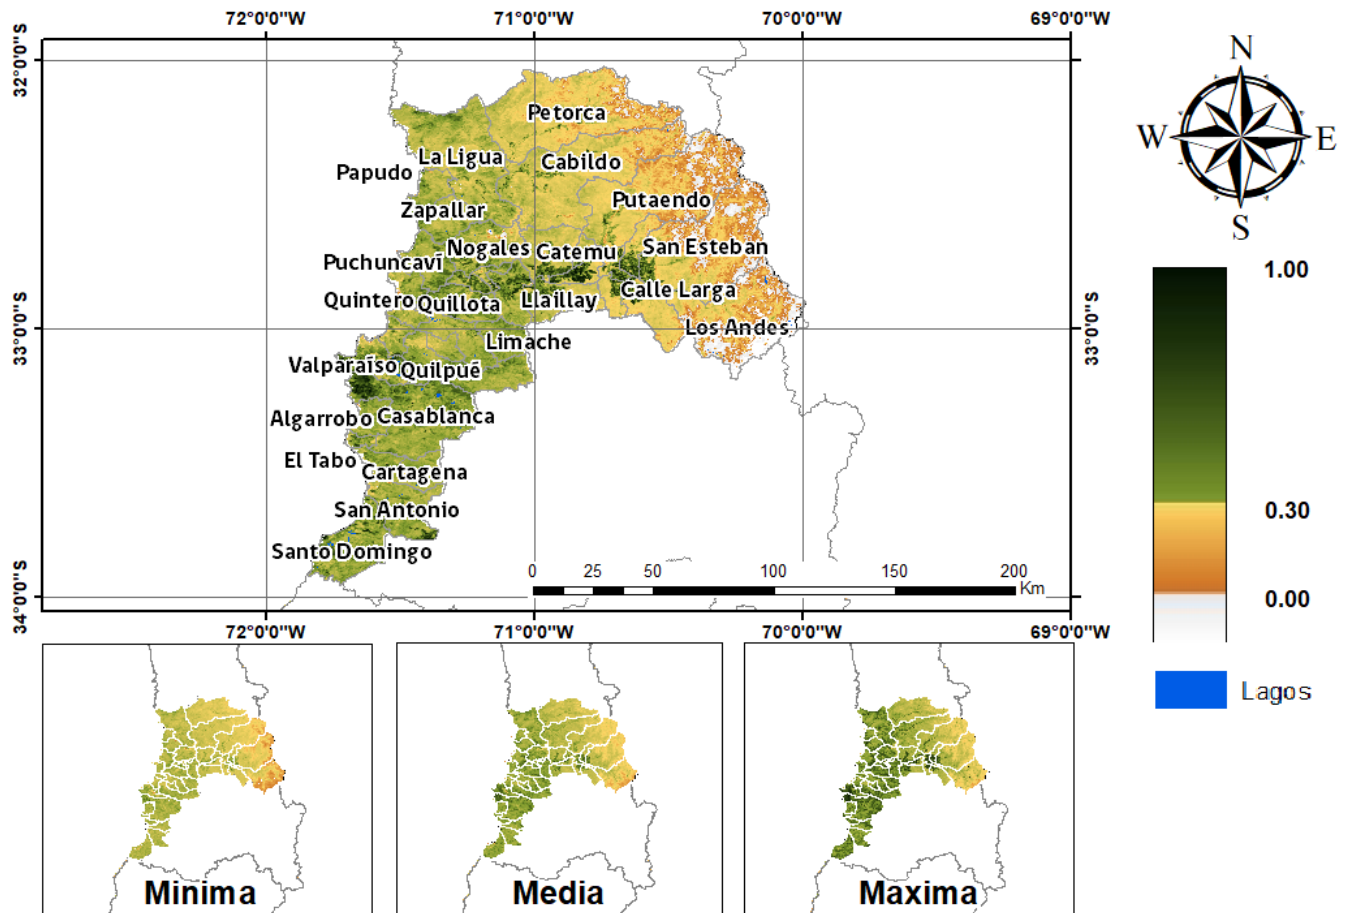 72°0'0"W 71°0'0"W 70°0'0"W 69°0'0"W
32°0'0"S
33°0'0"S
34°0'0"S
33°0'0"S
Petorca
La Ligua
Cabildo
Papudo
Putaendo
Zapallar
Nogales
Catemu
San Esteban
Puchuncaví
Calle Larga
Quintero
Quillota
Llaillay
Los Andes
Limache
Valparaíso
Quilpué
Algarrobo
Casablanca
El Tabo
Cartagena
San Antonio
Santo Domingo
0 25 50 100 150 200
Km
72°0'0"W 71°0'0"W 70°0'0"W 69°0'0"W
N
W
E
S
1.00
0.30
0.00
Lagos
Minima
Media
Maxima